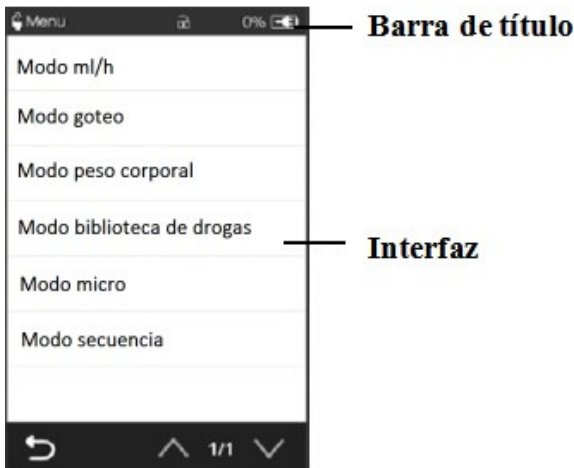 Menu 0%
Barra de título
Modo ml/h
Modo goteo
Modo peso corporal
Modo biblioteca de drogas
Interfaz
Modo micro
Modo secuencia
1/1